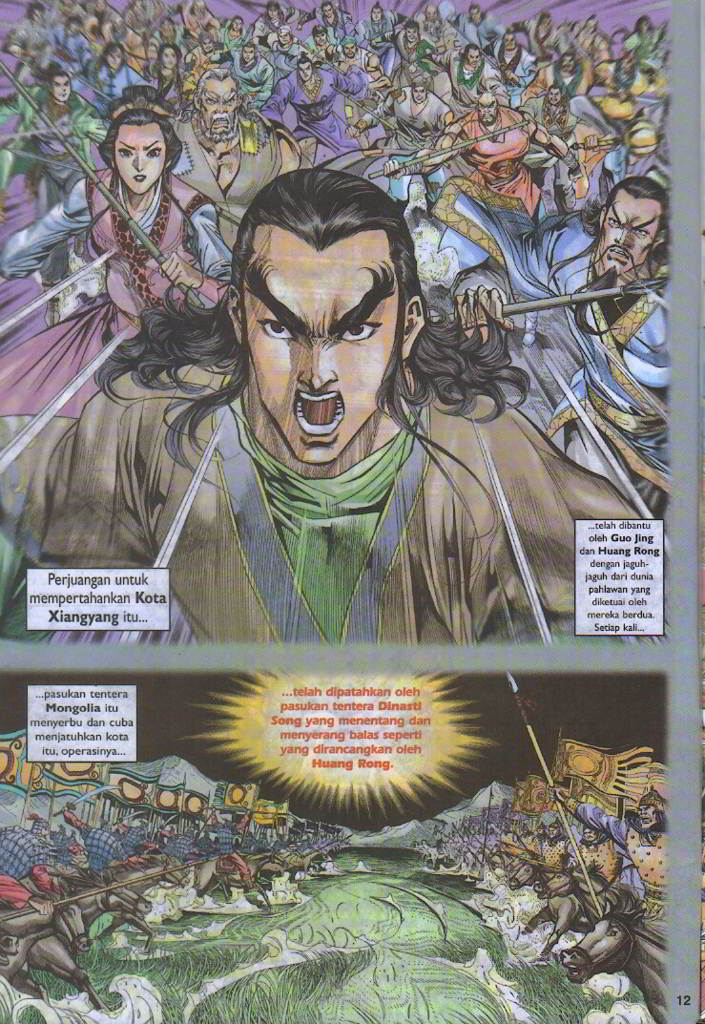 Perjuangan untuk
mempertahankan Kota
Xiangyang itu...
...telah dibantu
oleh Guo Jing
dan Huang Rong
dengan jaguh-
jaguh dari dunia
pahlawan yang
diketuai oleh
mereka berdua.
Setiap kali...
...pasukan tentera
Mongolia itu
menyerbu dan cuba
menjatuhkan kota
itu, operasinya...
...telah dipatahkan oleh
pasukan tentera Dinasti
Song yang menentang dan
menyerang balas seperti
yang dirancangkan oleh
Huang Rong.
12